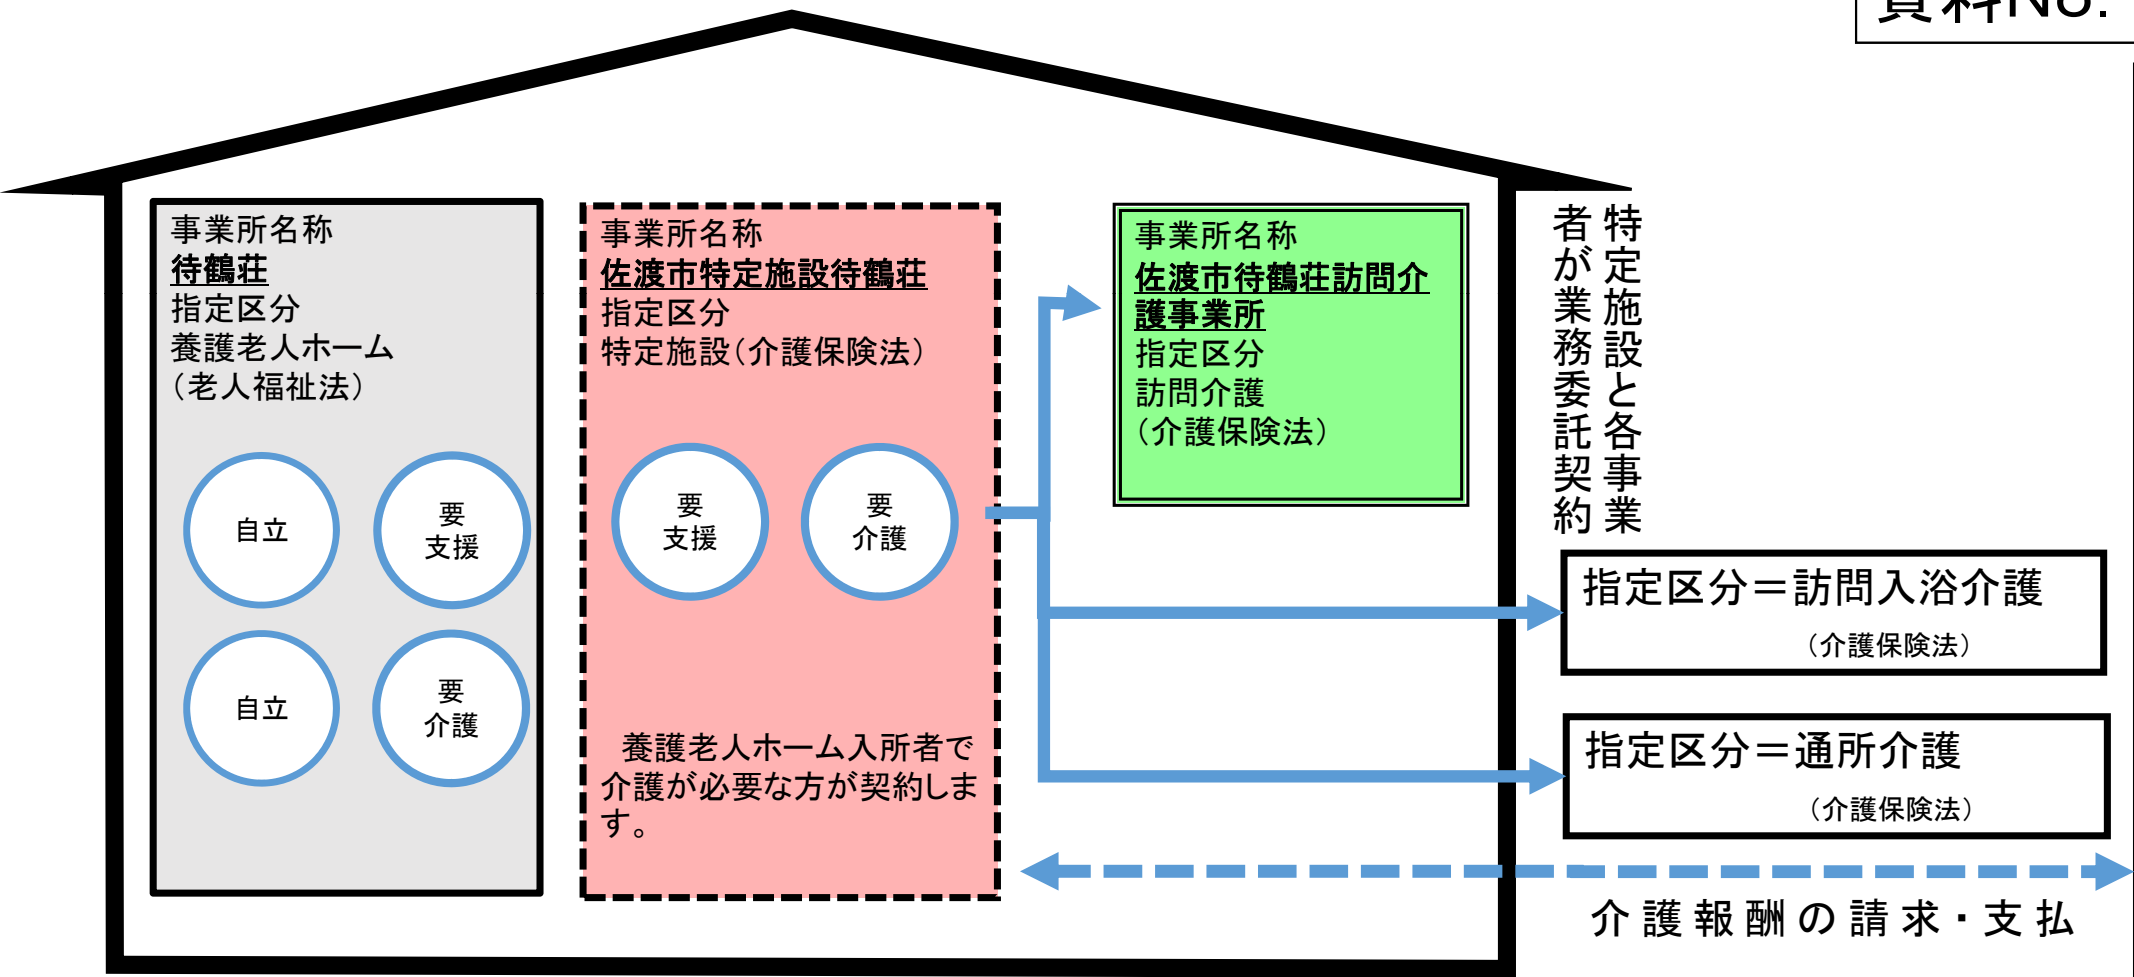 資料No.
事業所名称
待鶴荘
指定区分
養護老人ホーム
（老人福祉法）
自立
要
支援
自立
要
介護
事業所名称
佐渡市特定施設待鶴荘
指定区分
特定施設（介護保険法）
要
支援
要
介護
養護老人ホーム入所者で
介護が必要な方が契約しま
す。
事業所名称
佐渡市待鶴荘訪問介
護事業所
指定区分
訪問介護
（介護保険法）
特定施設と各事業
者が業務委託契約
指定区分＝訪問入浴介護
（介護保険法）
指定区分＝通所介護
（介護保険法）
介護報酬の請求・支払